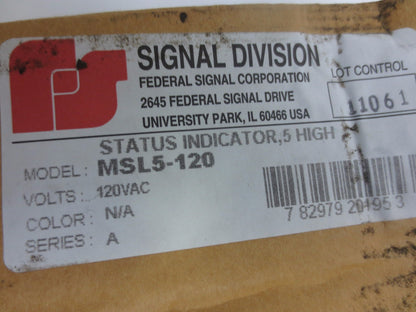 SIGNAL DIVISION
FEDERAL SIGNAL CORPORATION
2645 FEDERAL SIGNAL DRIVE
UNIVERSITY PARK, IL 60466 USA
LOT CONTROL
11061
STATUS INDICATOR,5 HIGH
MODEL: MSL5-120
VOLTS: 120VAC
COLOR: N/A
SERIES: A
7 82979 20195 3